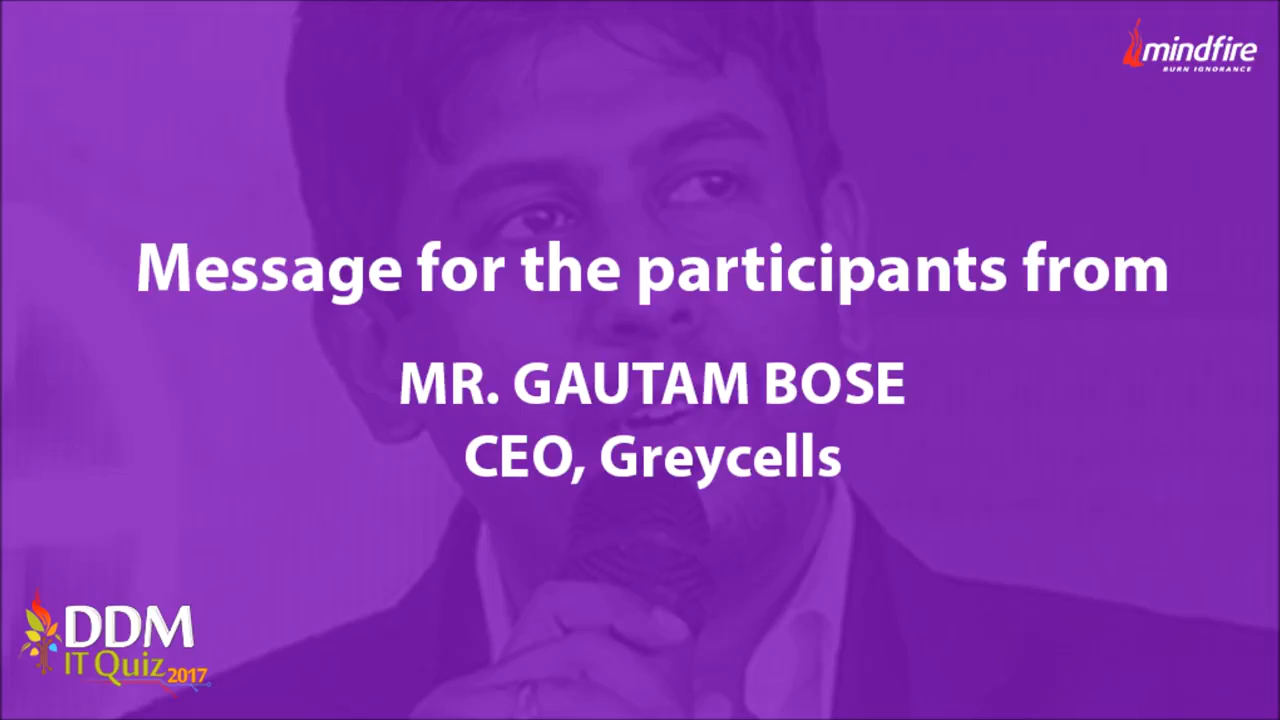 mindfire
BURN IGNORANCE
Message for the participants from
MR. GAUTAM BOSE
CEO, Greycells
DDM
IT Quiz 2017